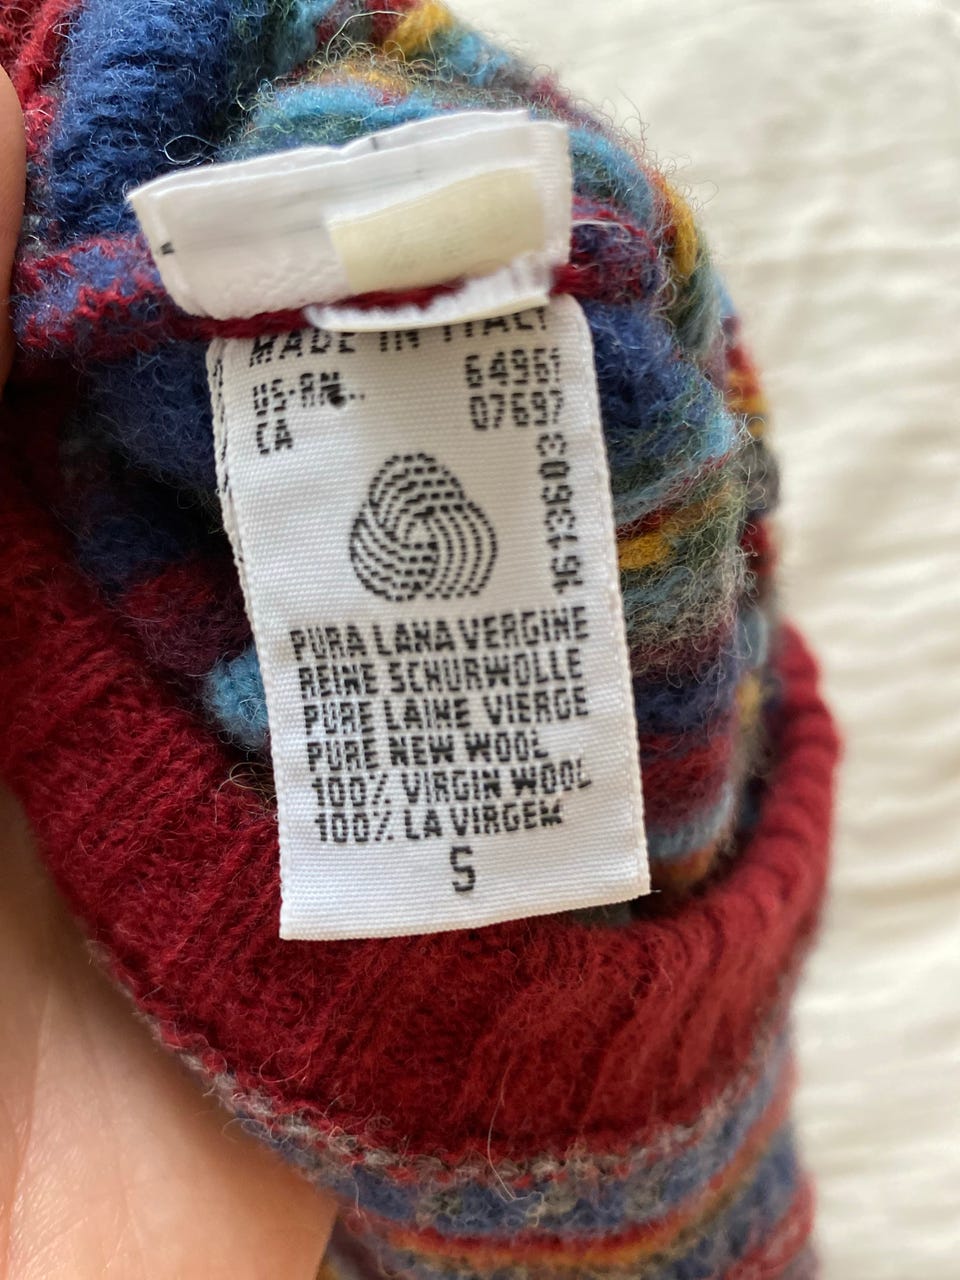 MADE IN ITALY
US-RN... 64961
CA 07697
16113603
PURA LANA VERGINE
REINE SCHURWOLLE
PURE LAINE VIERGE
PURE NEW WOOL
100% VIRGIN WOOL
100% LA VIRGEM
S